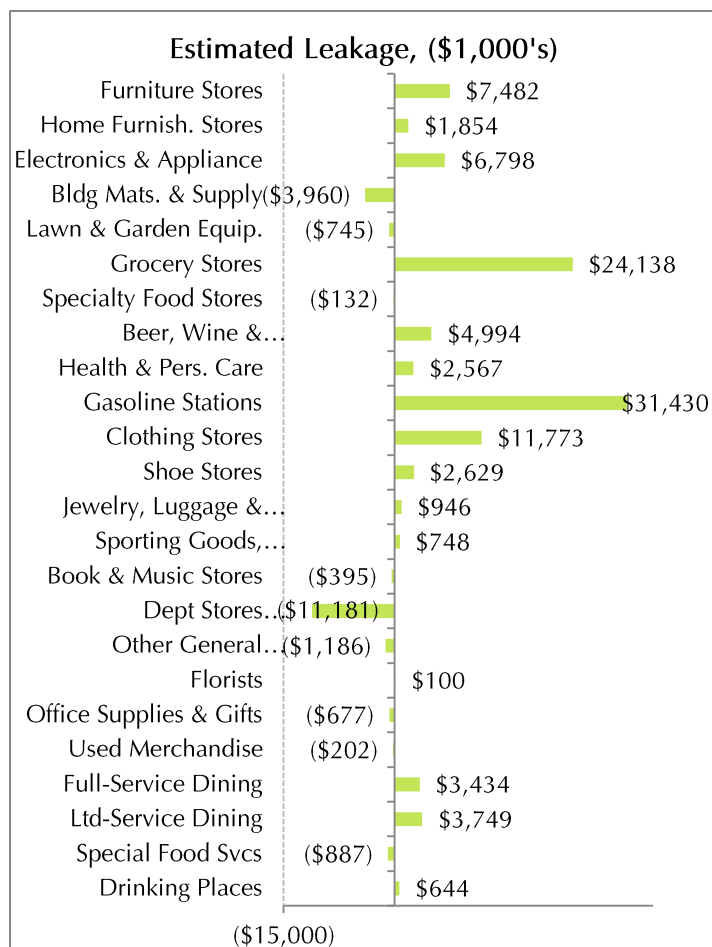 Estimated Leakage, ($1,000's)
Furniture Stores $7,482
Home Furnish. Stores $1,854
Electronics & Appliance $6,798
Bldg Mats. & Supply ($3,960)
Lawn & Garden Equip. ($745)
Grocery Stores $24,138
Specialty Food Stores ($132)
Beer, Wine &… $4,994
Health & Pers. Care $2,567
Gasoline Stations $31,430
Clothing Stores $11,773
Shoe Stores $2,629
Jewelry, Luggage &… $946
Sporting Goods,… $748
Book & Music Stores ($395)
Dept Stores… ($11,181)
Other General… ($1,186)
Florists $100
Office Supplies & Gifts ($677)
Used Merchandise ($202)
Full-Service Dining $3,434
Ltd-Service Dining $3,749
Special Food Svcs ($887)
Drinking Places $644
($15,000)